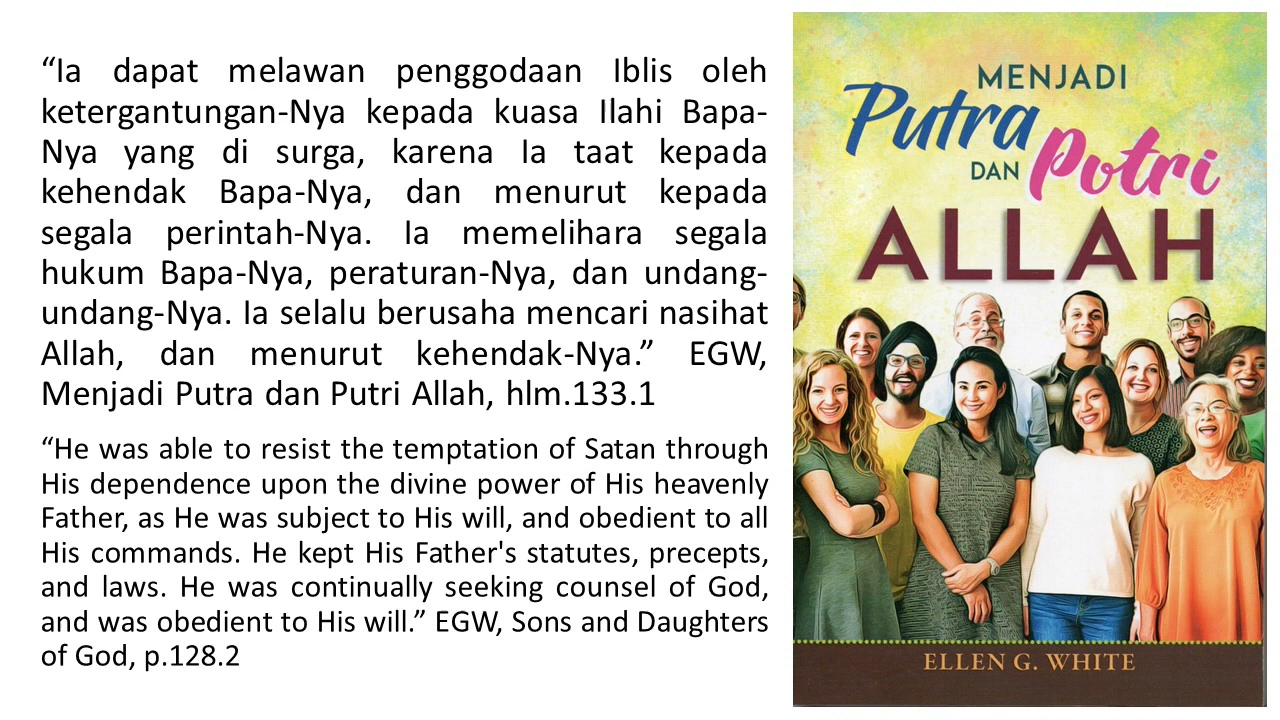 “Ia dapat melawan penggodaan Iblis oleh
ketergantungan-Nya kepada kuasa Ilahi Bapa-
Nya yang di surga, karena Ia taat kepada
kehendak Bapa-Nya, dan menurut kepada
segala perintah-Nya. Ia memelihara segala
hukum Bapa-Nya, peraturan-Nya, dan undang-
undang-Nya. Ia selalu berusaha mencari nasihat
Allah, dan menurut kehendak-Nya.” EGW,
Menjadi Putra dan Putri Allah, hlm.133.1
“He was able to resist the temptation of Satan through
His dependence upon the divine power of His heavenly
Father, as He was subject to His will, and obedient to all
His commands. He kept His Father's statutes, precepts,
and laws. He was continually seeking counsel of God,
and was obedient to His will.” EGW, Sons and Daughters
of God, p.128.2
MENJADI
Putra
DAN Putri
ALLAH
ELLEN G. WHITE